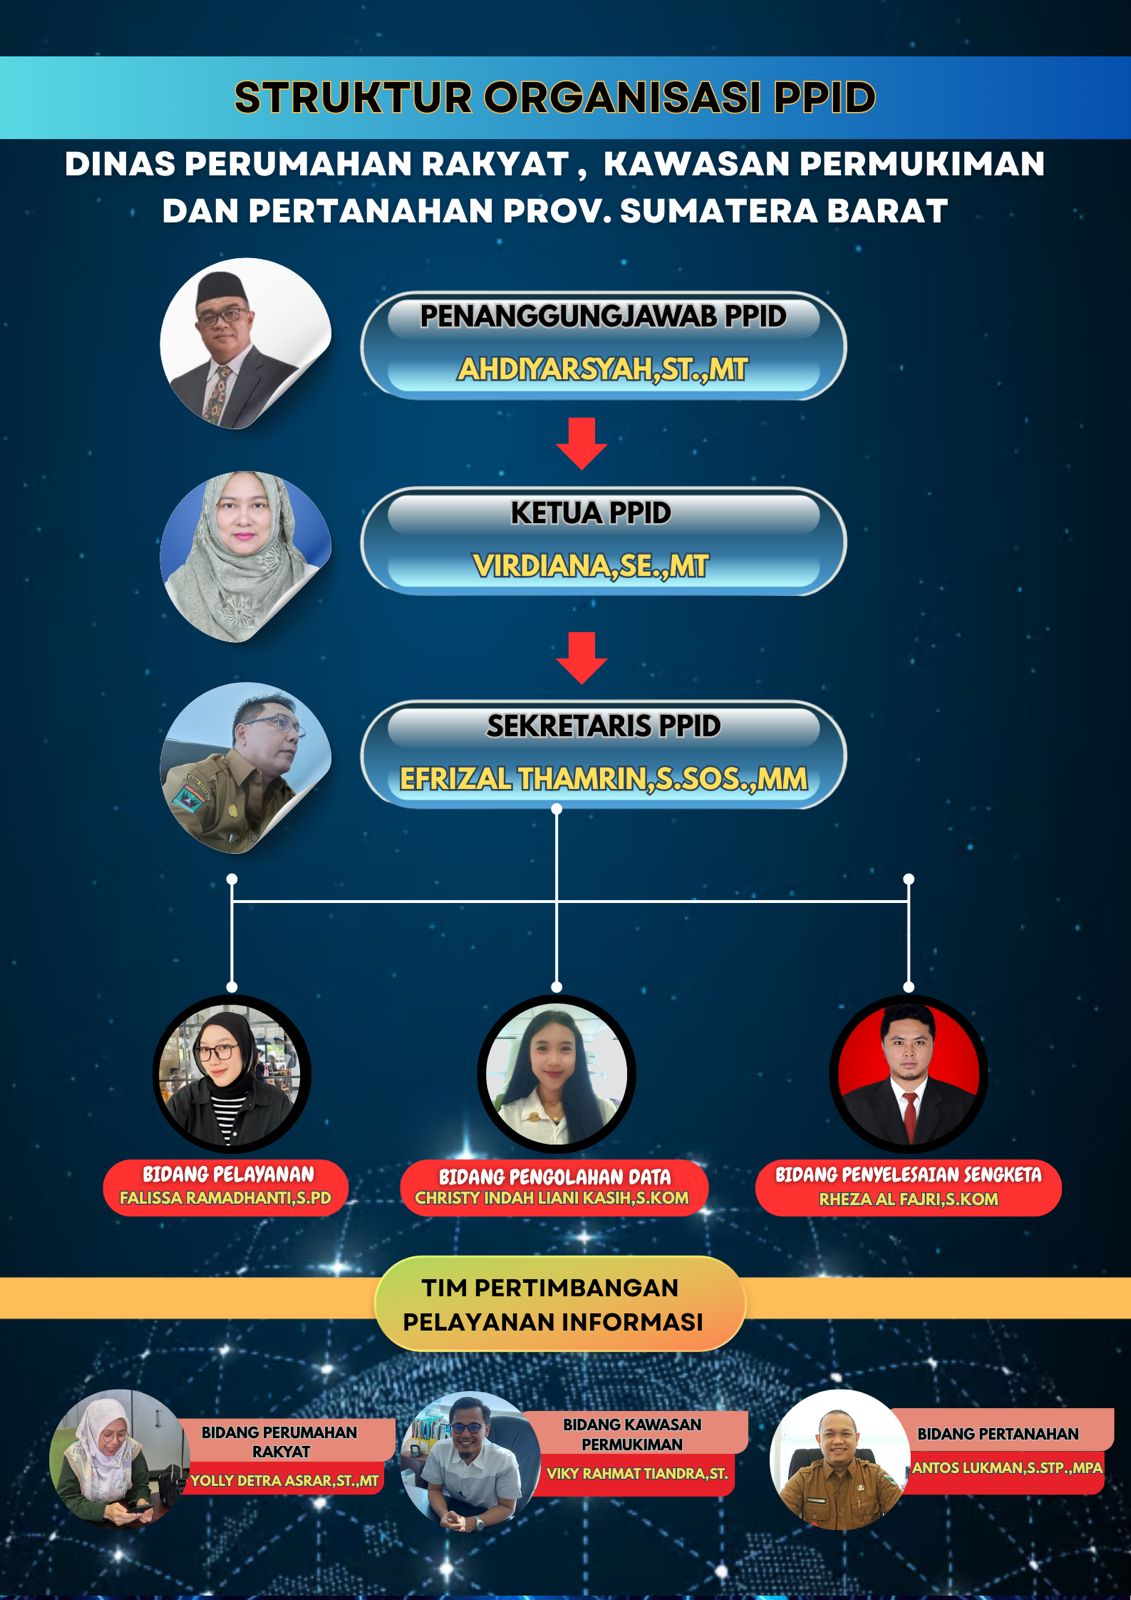 STRUKTUR ORGANISASI PPID
DINAS PERUMAHAN RAKYAT , KAWASAN PERMUKIMAN
DAN PERTANAHAN PROV. SUMATERA BARAT
PENANGGUNGJAWAB PPID
AHDIYARSYAH,ST.,MT
KETUA PPID
VIRDIANA,SE.,MT
SEKRETARIS PPID
EFRIZAL THAMRIN,S.SOS.,MM
BIDANG PELAYANAN
FALISSA RAMADHANTI,S.PD
BIDANG PENGOLAHAN DATA
CHRISTY INDAH LIANI KASIH,S.KOM
BIDANG PENYELESAIAN SENGKETA
RHEZA AL FAJRI,S.KOM
TIM PERTIMBANGAN
PELAYANAN INFORMASI
BIDANG PERUMAHAN
RAKYAT
YOLLY DETRA ASRAR,ST.,MT
BIDANG KAWASAN
PERMUKIMAN
VIKY RAHMAT TIANDRA,ST.
BIDANG PERTANAHAN
ANTOS LUKMAN,S.STP.,MPA